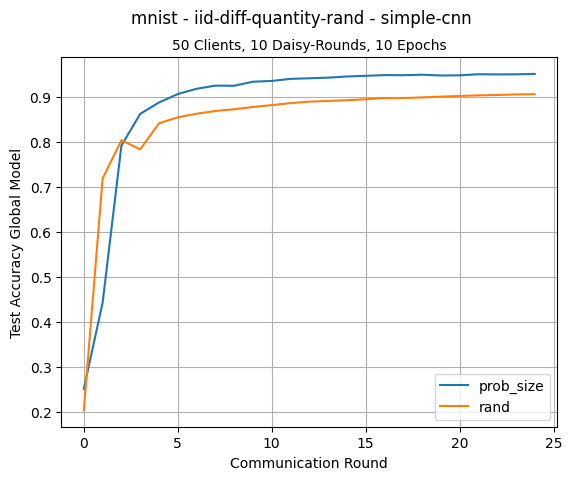 mnist - iid-diff-quantity-rand - simple-cnn
50 Clients, 10 Daisy-Rounds, 10 Epochs
Test Accuracy Global Model
0.9
0.8
0.7
0.6
0.5
0.4
0.3
0.2
prob_size
rand
0 5 10 15 20 25
Communication Round